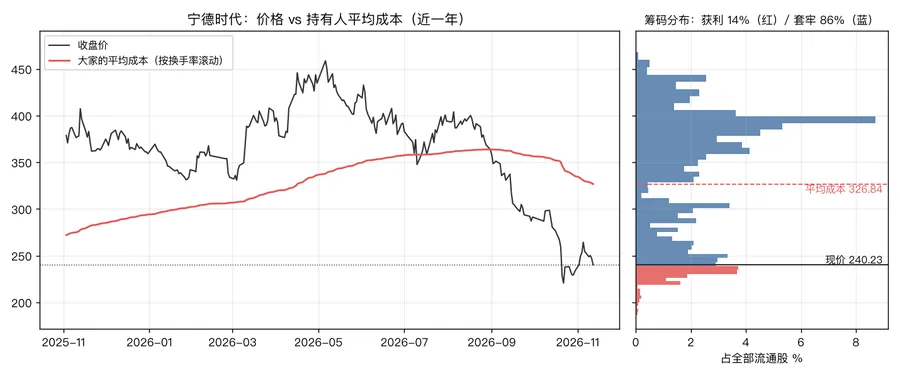 宁德时代：价格 vs 持有人平均成本（近一年）
收盘价
大家的平均成本（按换手率滚动）
450
400
350
300
250
200
2025-11
2026-01
2026-03
2026-05
2026-07
2026-09
2026-11
筹码分布：获利 14%（红）/ 套牢 86%（蓝）
平均成本 326.84
现价 240.23
0
2
4
6
8
占全部流通股 %